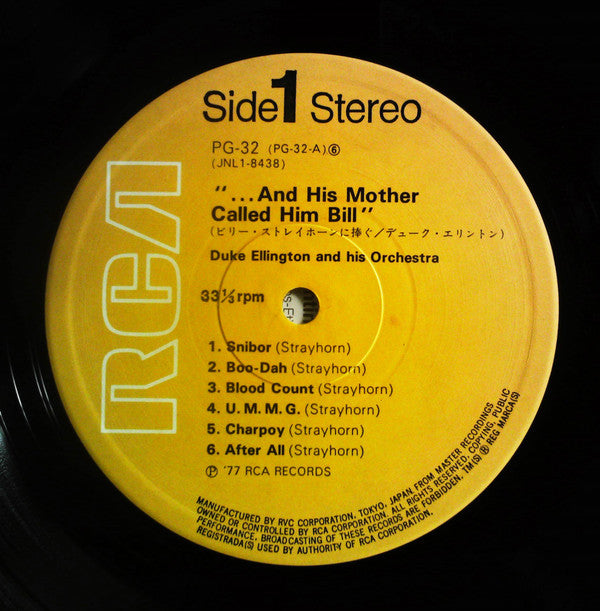 Side 1 Stereo
PG-32 (PG-32-A)⑥
(JNL1-8438)
"...And His Mother
Called Him Bill"
(ビリー・ストレイホーンに捧ぐ/デューク・エリントン)
Duke Ellington and his Orchestra
RCA
33⅓rpm
1. Snibor (Strayhorn)
2. Boo-Dah (Strayhorn)
3. Blood Count (Strayhorn)
4. U. M. M. G. (Strayhorn)
5. Charpoy (Strayhorn)
6. After All (Strayhorn)
Ⓟ '77 RCA RECORDS
MANUFACTURED BY RVC CORPORATION, TOKYO, JAPAN FROM MASTER RECORDINGS
OWNED OR CONTROLLED BY RCA CORPORATION. ALL RIGHTS RESERVED. COPYING, PUBLIC
PERFORMANCE, BROADCASTING OF THESE RECORDS ARE FORBIDDEN. TM(S) ® REG MARCA(S)
REGISTRADA(S) USED BY AUTHORITY OF RCA CORPORATION.